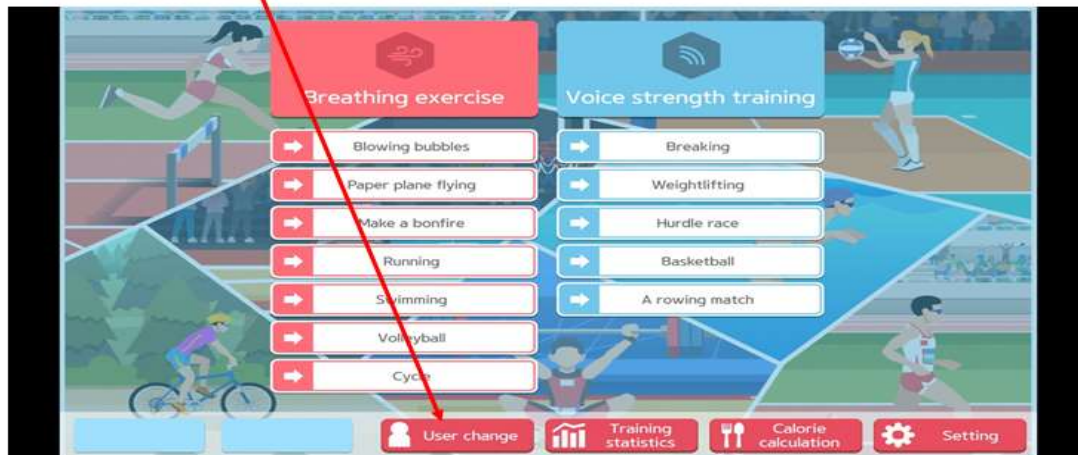 Breathing exercise
Voice strength training
Blowing bubbles
Paper plane flying
Make a bonfire
Running
Swimming
Volleyball
Cycle
Breaking
Weightlifting
Hurdle race
Basketball
A rowing match
User change
Training
statistics
Calorie
calculation
Setting